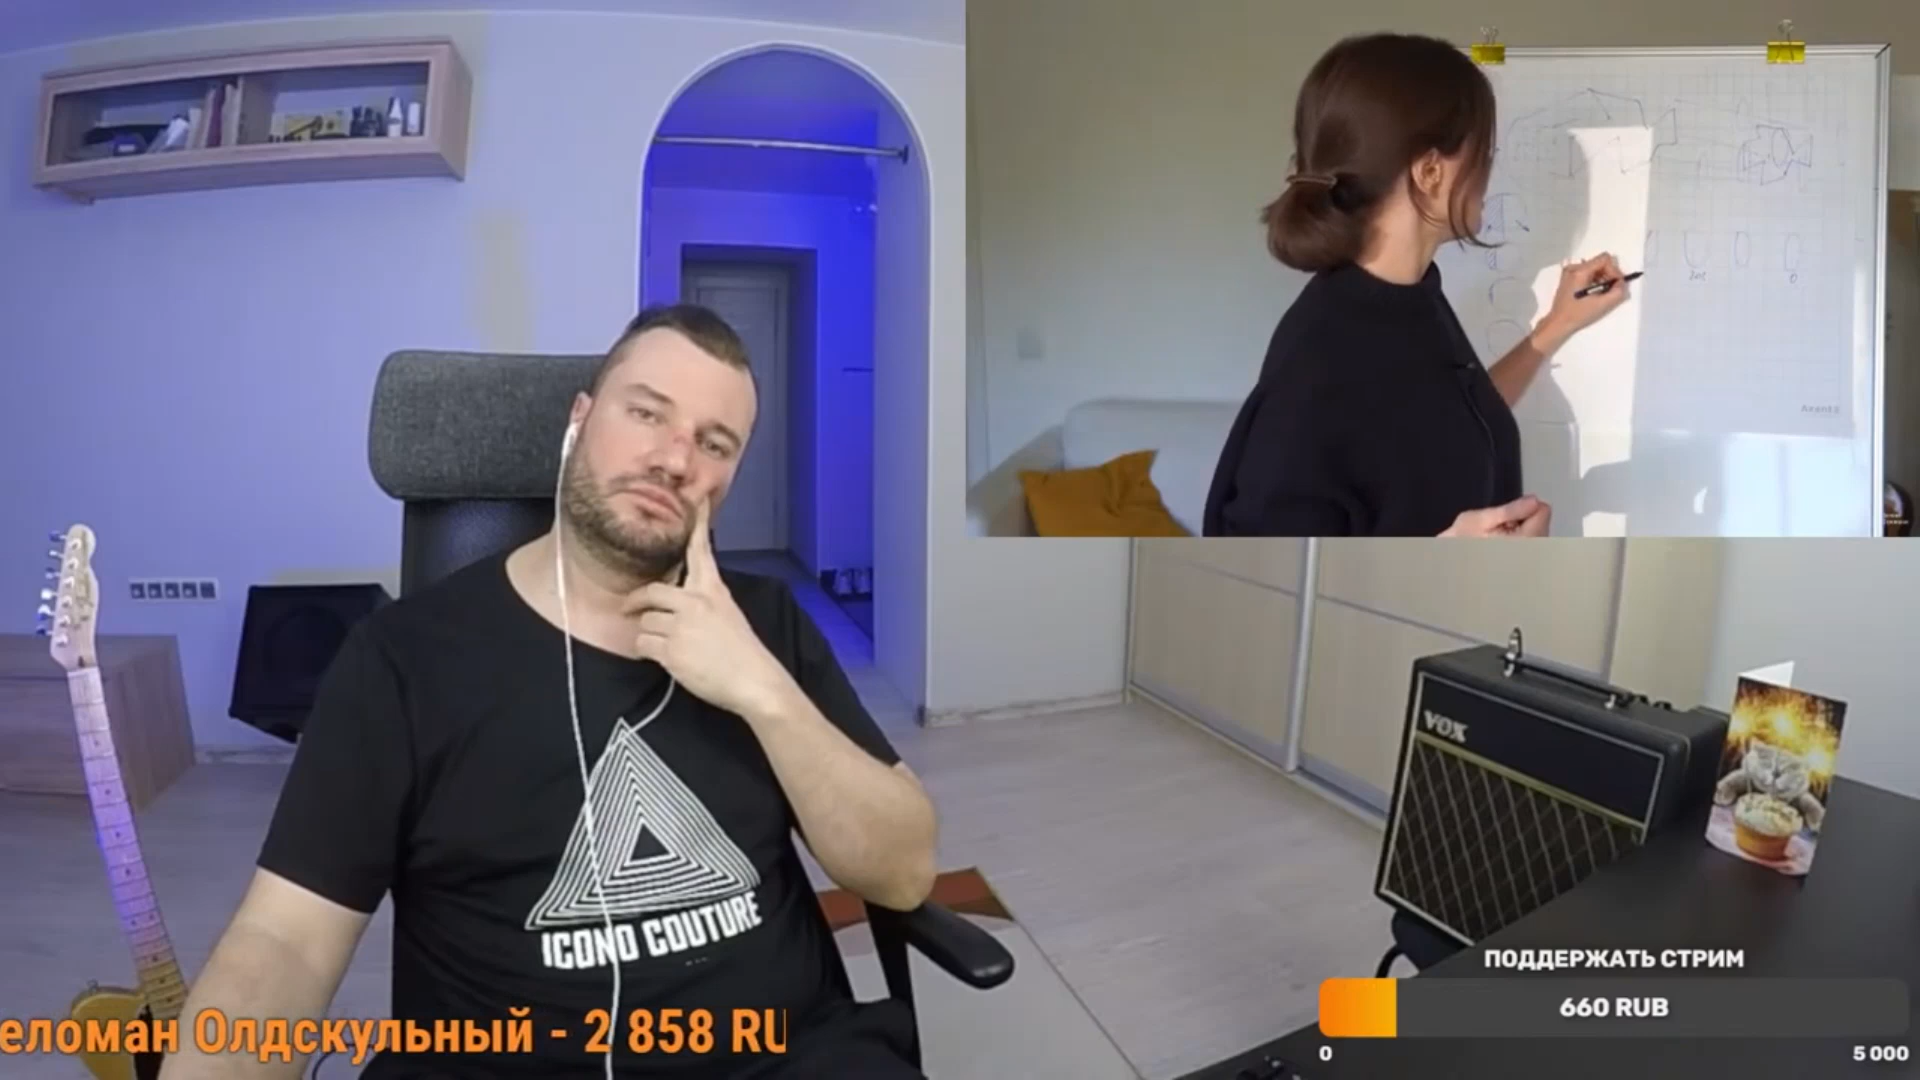 VOX
ICONO COUTURE
еломан Олдскульный - 2 858 RU
ПОДДЕРЖАТЬ СТРИМ
660 RUB
0
5 000